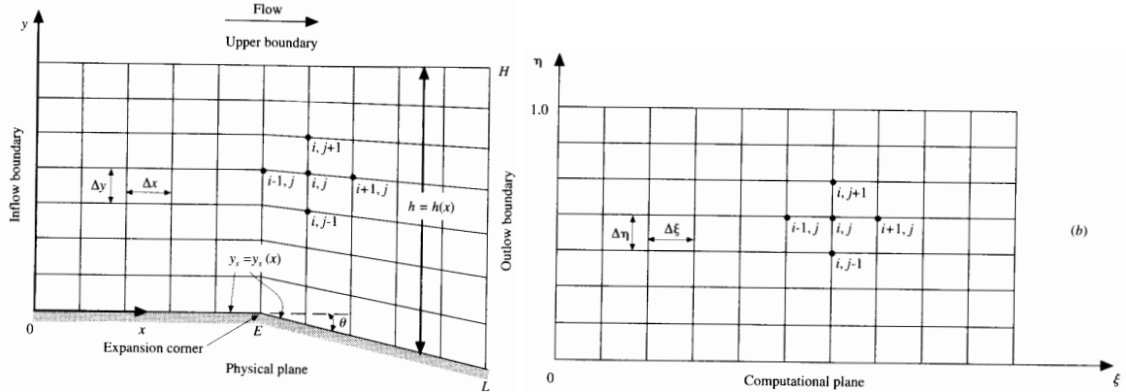 Flow
Upper boundary
y
H
Inflow boundary
i, j+1
Δy
Δx
i-1, j
i, j
i+1, j
h = h(x)
i, j-1
Outlow boundary
y_s = y_s (x)
θ
0
x
E
Expansion corner
Physical plane
L
η
1.0
i, j+1
i-1, j
i, j
i+1, j
Δη
Δξ
i, j-1
(b)
0
Computational plane
ξ